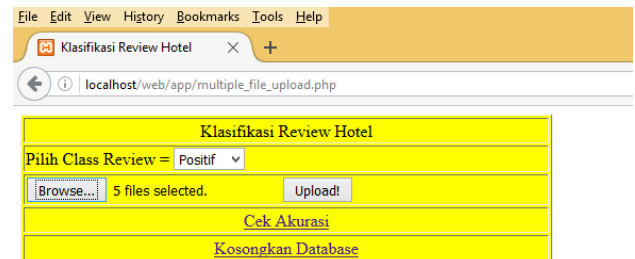 File Edit View History Bookmarks Tools Help
Klasifikasi Review Hotel
localhost/web/app/multiple_file_upload.php
Klasifikasi Review Hotel
Pilih Class Review = Positif
Browse... 5 files selected. Upload!
Cek Akurasi
Kosongkan Database